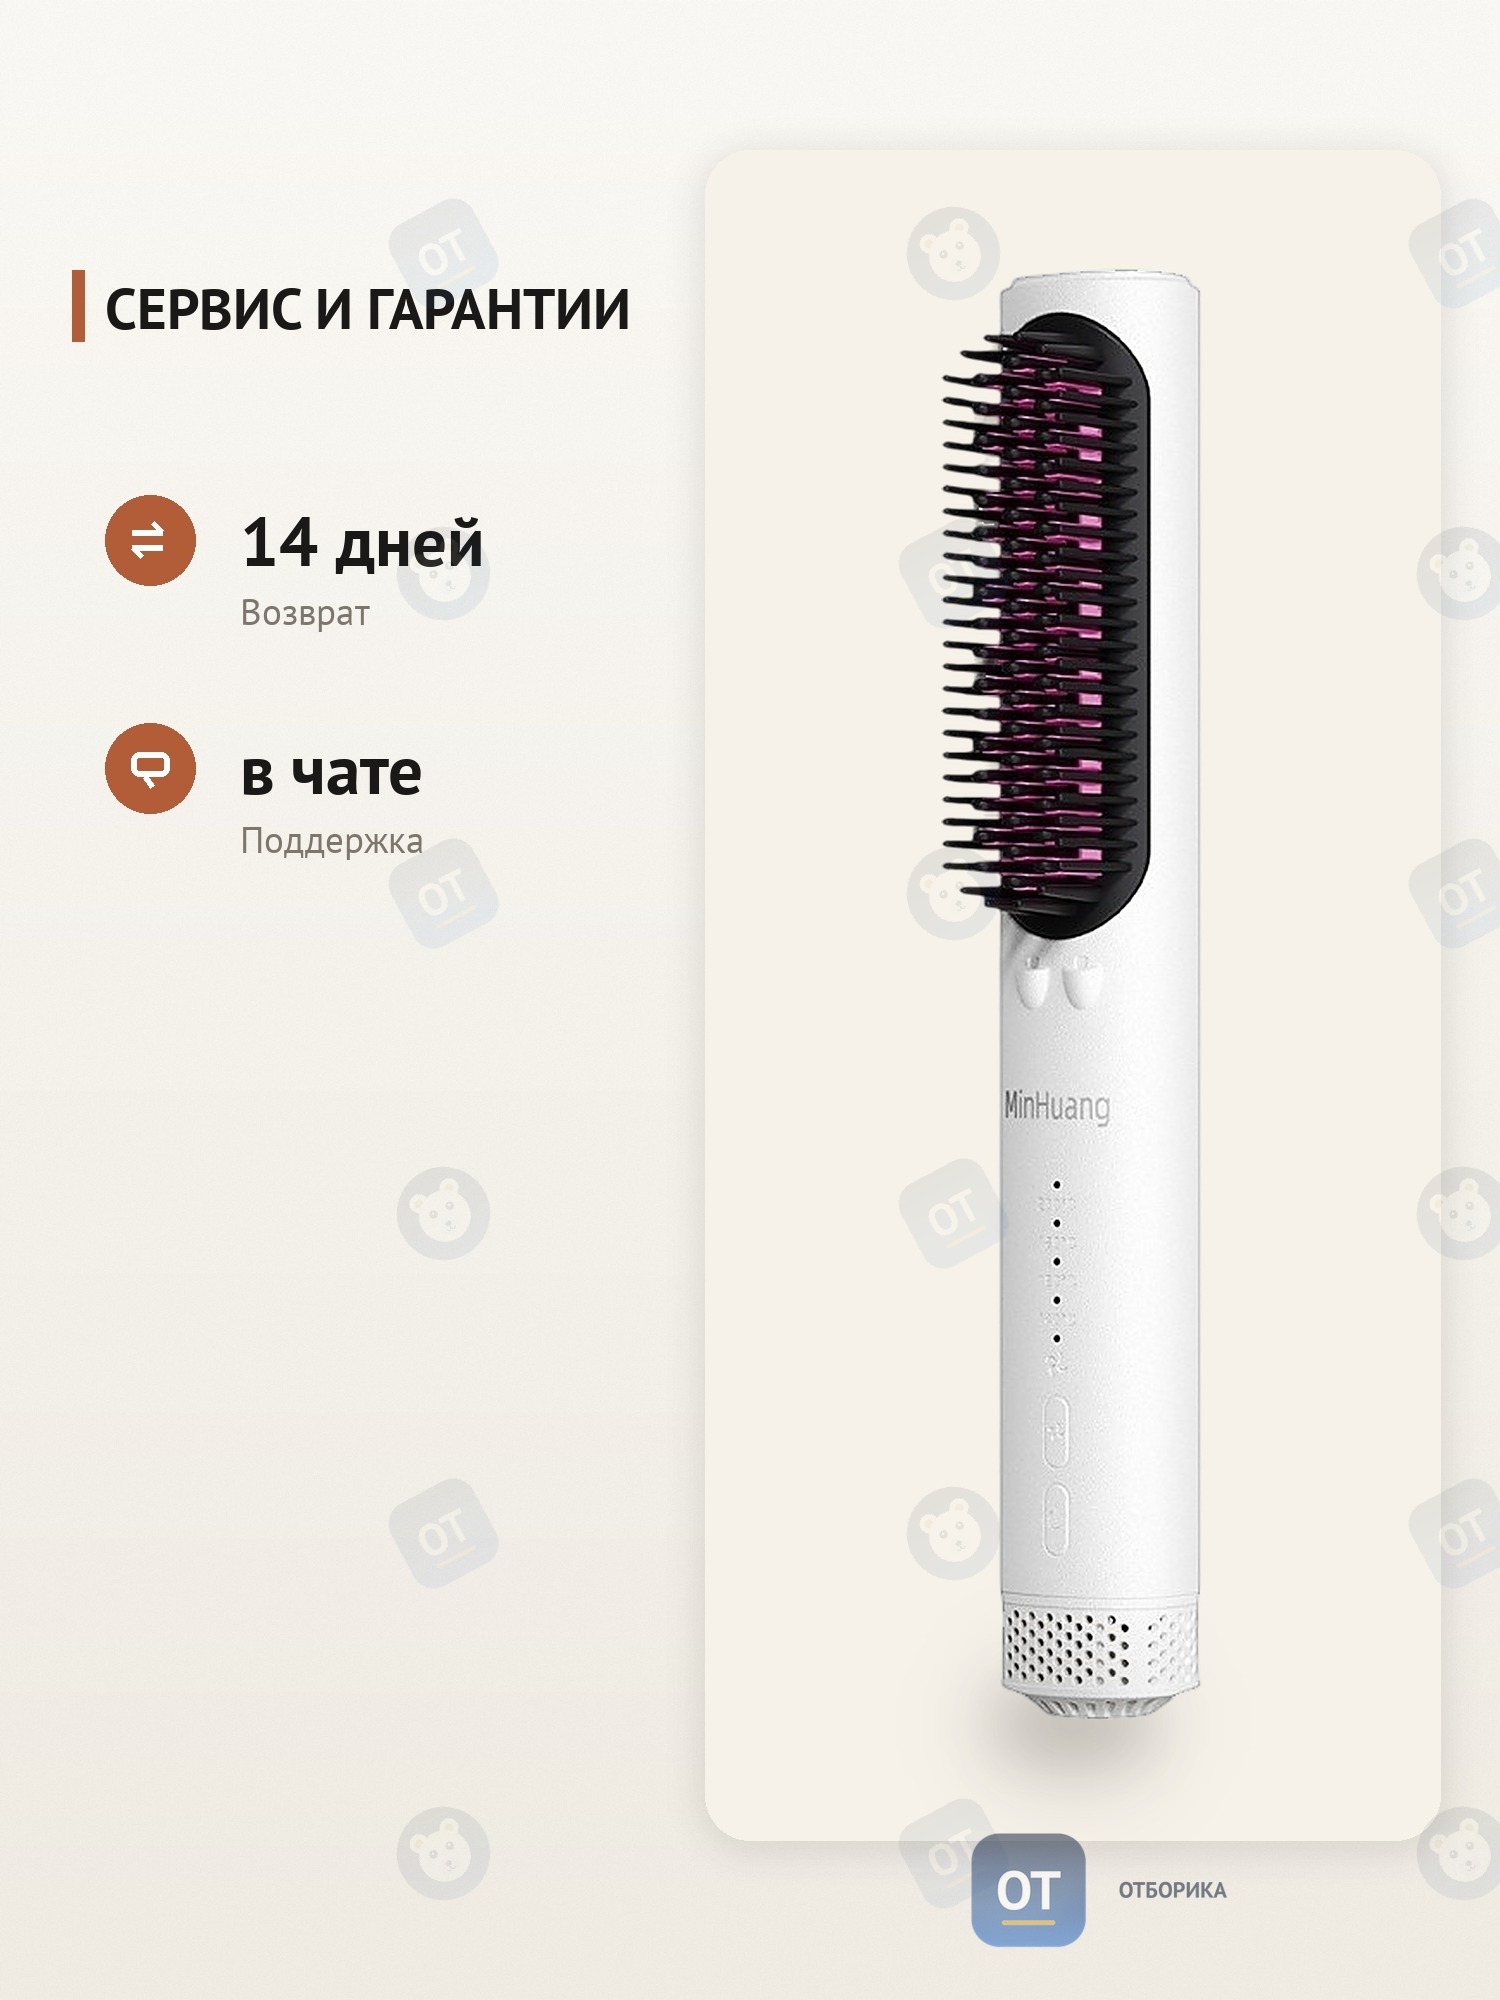 СЕРВИС И ГАРАНТИИ
14 дней
Возврат
в чате
Поддержка
MinHuang
ОТ
ОТБОРИКА